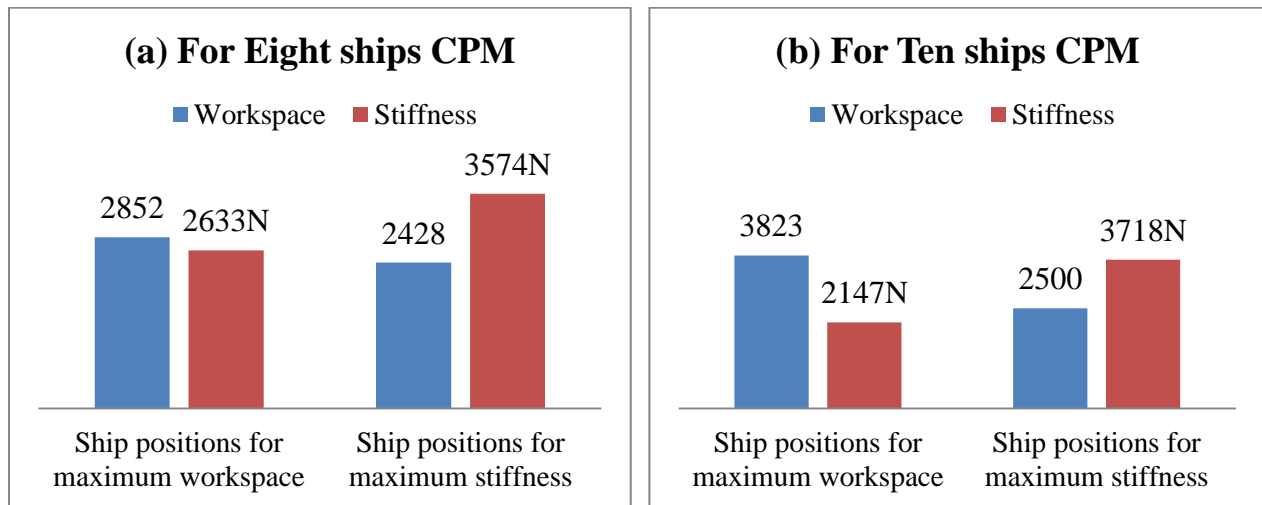 (a) For Eight ships CPM
Workspace Stiffness
2852
2633N
2428
3574N
Ship positions for
maximum workspace
Ship positions for
maximum stiffness
(b) For Ten ships CPM
Workspace Stiffness
3823
2147N
2500
3718N
Ship positions for
maximum workspace
Ship positions for
maximum stiffness